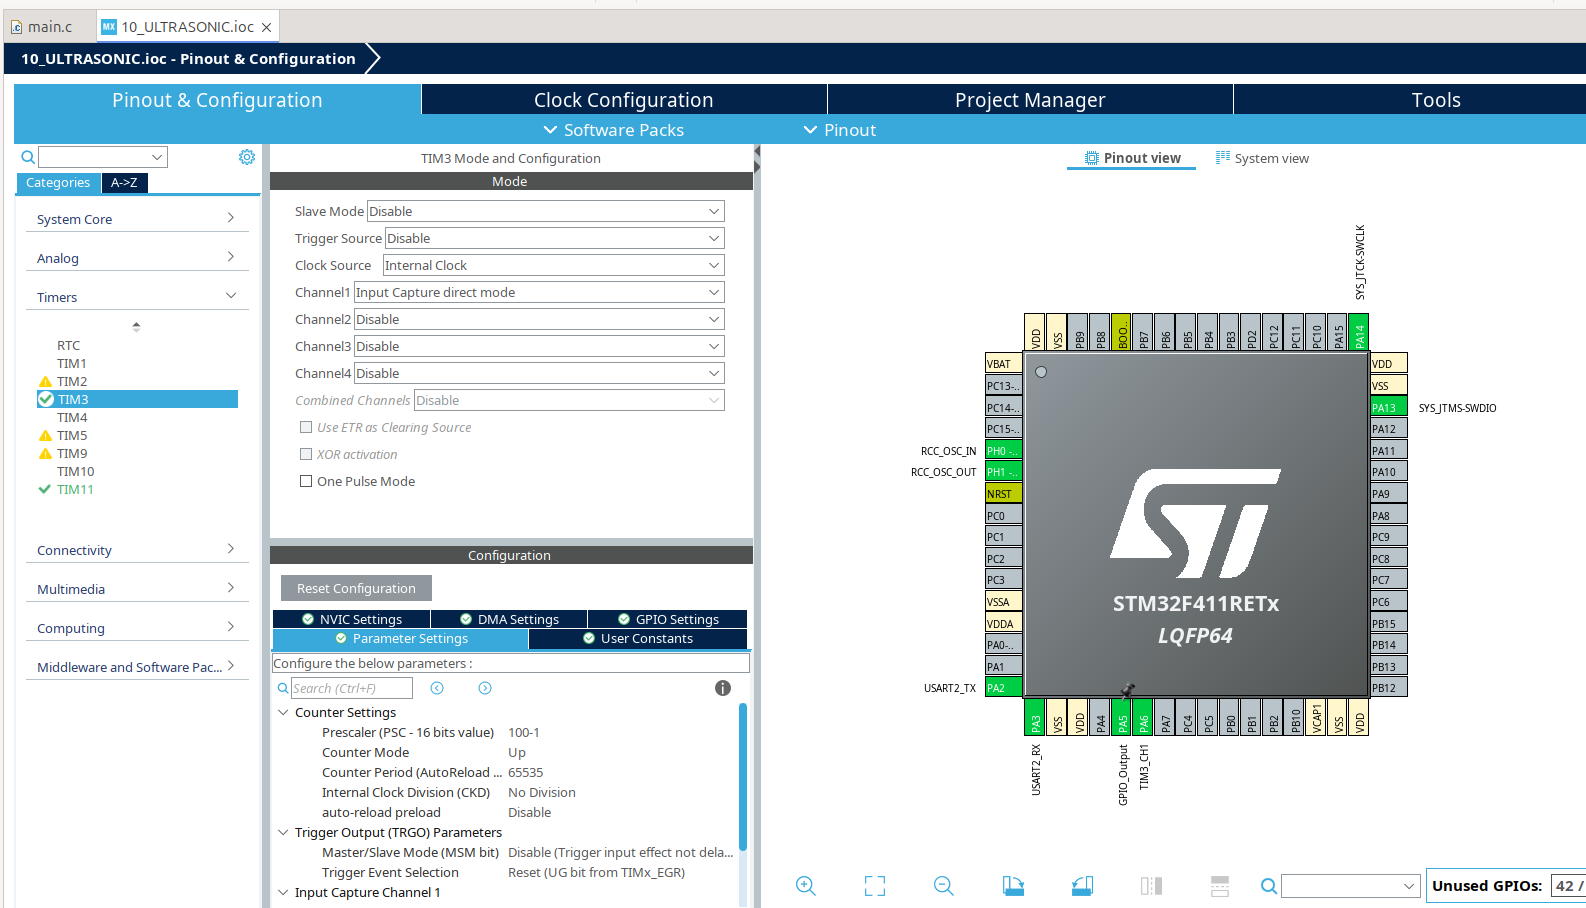 main.c
MX 10_ULTRASONIC.ioc
10_ULTRASONIC.ioc - Pinout & Configuration
Pinout & Configuration
Clock Configuration
Project Manager
Tools
Software Packs
Pinout
Categories
A->Z
System Core
Analog
Timers
RTC
TIM1
TIM2
TIM3
TIM4
TIM5
TIM9
TIM10
TIM11
Connectivity
Multimedia
Computing
Middleware and Software Pac...
TIM3 Mode and Configuration
Mode
Slave Mode Disable
Trigger Source Disable
Clock Source Internal Clock
Channel1 Input Capture direct mode
Channel2 Disable
Channel3 Disable
Channel4 Disable
Combined Channels Disable
Use ETR as Clearing Source
XOR activation
One Pulse Mode
Configuration
Reset Configuration
NVIC Settings
DMA Settings
GPIO Settings
Parameter Settings
User Constants
Configure the below parameters :
Search (Ctrl+F)
Counter Settings
Prescaler (PSC - 16 bits value) 100-1
Counter Mode Up
Counter Period (AutoReload ... 65535
Internal Clock Division (CKD) No Division
auto-reload preload Disable
Trigger Output (TRGO) Parameters
Master/Slave Mode (MSM bit) Disable (Trigger input effect not dela...
Trigger Event Selection Reset (UG bit from TIMx_EGR)
Input Capture Channel 1
Pinout view
System view
SYS_JTCK-SWCLK
VDD
VSS
PB9
PB8
BOO..
PB7
PB6
PB5
PB4
PB3
PD2
PC12
PC11
PC10
PA15
PA14
VBAT
PC13-..
PC14-..
PC15-..
RCC_OSC_IN PH0 -..
RCC_OSC_OUT PH1 -..
NRST
PC0
PC1
PC2
PC3
VSSA
VDDA
PA0-..
PA1
USART2_TX PA2
STM32F411RETx
LQFP64
VDD
VSS
PA13 SYS_JTMS-SWDIO
PA12
PA11
PA10
PA9
PA8
PC9
PC8
PC7
PC6
PB15
PB14
PB13
PB12
PA3
VSS
VDD
PA4
PA5
PA6
PA7
PC4
PC5
PB0
PB1
PB2
PB10
VCAP1
VSS
VDD
USART2_RX
GPIO_Output
TIM3_CH1
Unused GPIOs: 42 /